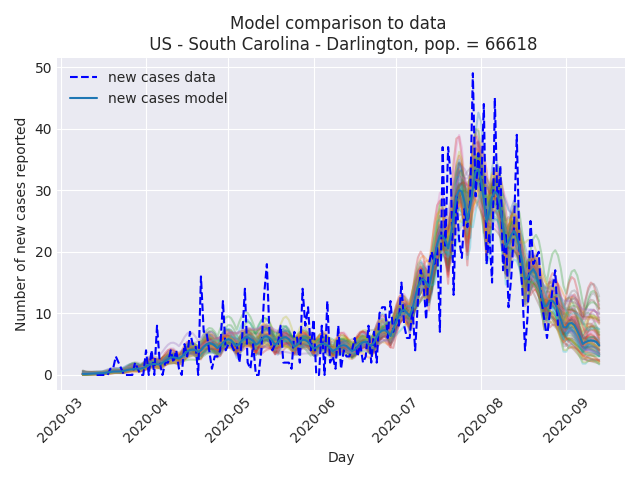 Model comparison to data
US - South Carolina - Darlington, pop. = 66618
new cases data
new cases model
Number of new cases reported
50
40
30
20
10
0
2020-03
2020-04
2020-05
2020-06
2020-07
2020-08
2020-09
Day